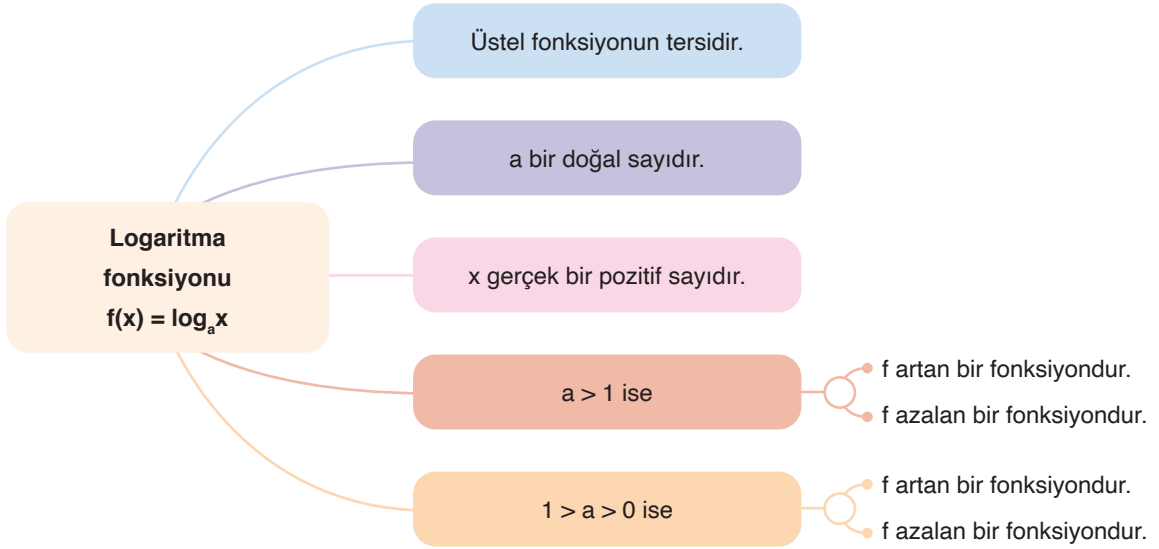 Üstel fonksiyonun tersidir.
a bir doğal sayıdır.
Logaritma
fonksiyonu
f(x) = logₐx
x gerçek bir pozitif sayıdır.
a > 1 ise
f artan bir fonksiyondur.
f azalan bir fonksiyondur.
1 > a > 0 ise
f artan bir fonksiyondur.
f azalan bir fonksiyondur.